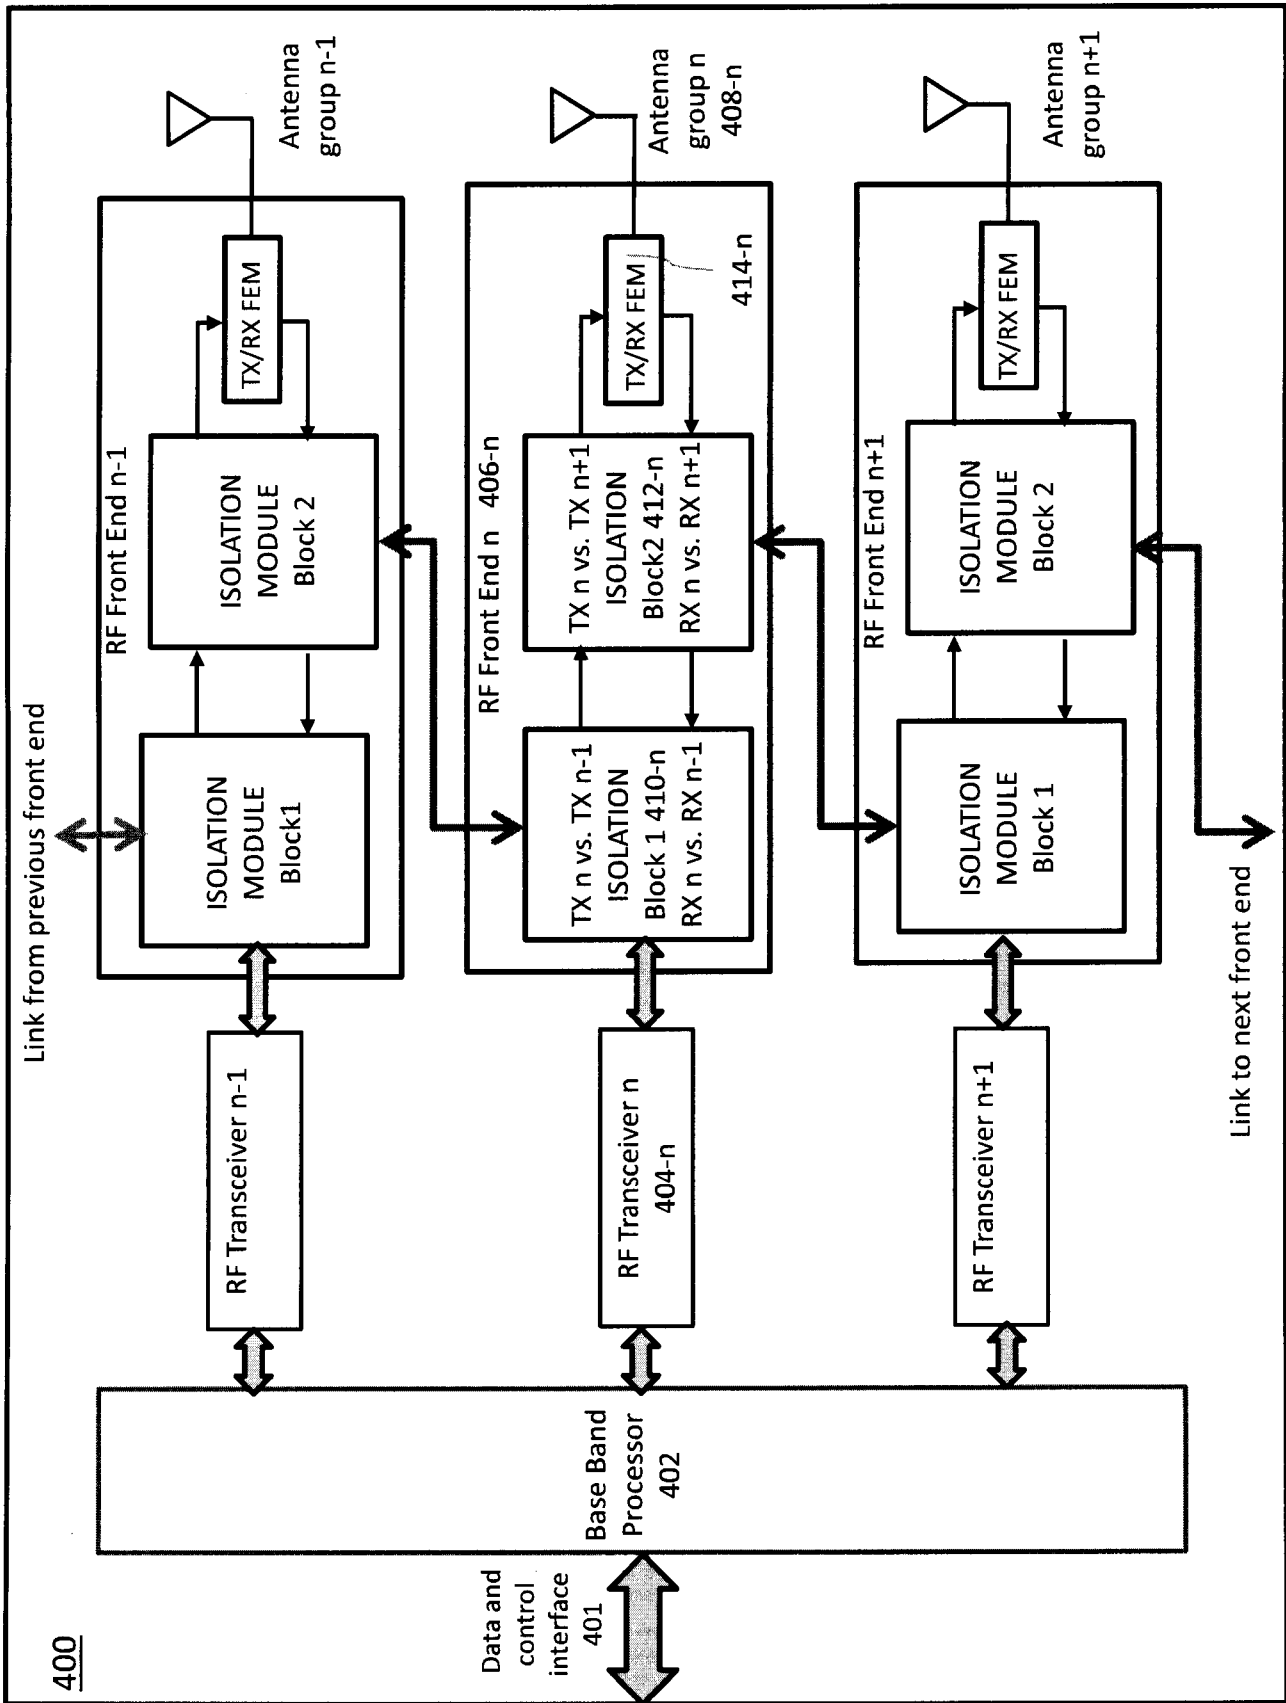 400
Link from previous front end
RF Front End n-1
Antenna
group n-1
RF Transceiver n-1
ISOLATION
MODULE
Block1
ISOLATION
MODULE
Block 2
TX/RX FEM
Data and
control
interface
401
Base Band
Processor
402
RF Transceiver n
404-n
RF Front End n 406-n
TX n vs. TX n-1
ISOLATION
Block 1 410-n
RX n vs. RX n-1
TX n vs. TX n+1
ISOLATION
Block2 412-n
RX n vs. RX n+1
TX/RX FEM
414-n
Antenna
group n
408-n
RF Transceiver n+1
RF Front End n+1
ISOLATION
MODULE
Block 1
ISOLATION
MODULE
Block 2
TX/RX FEM
Antenna
group n+1
Link to next front end